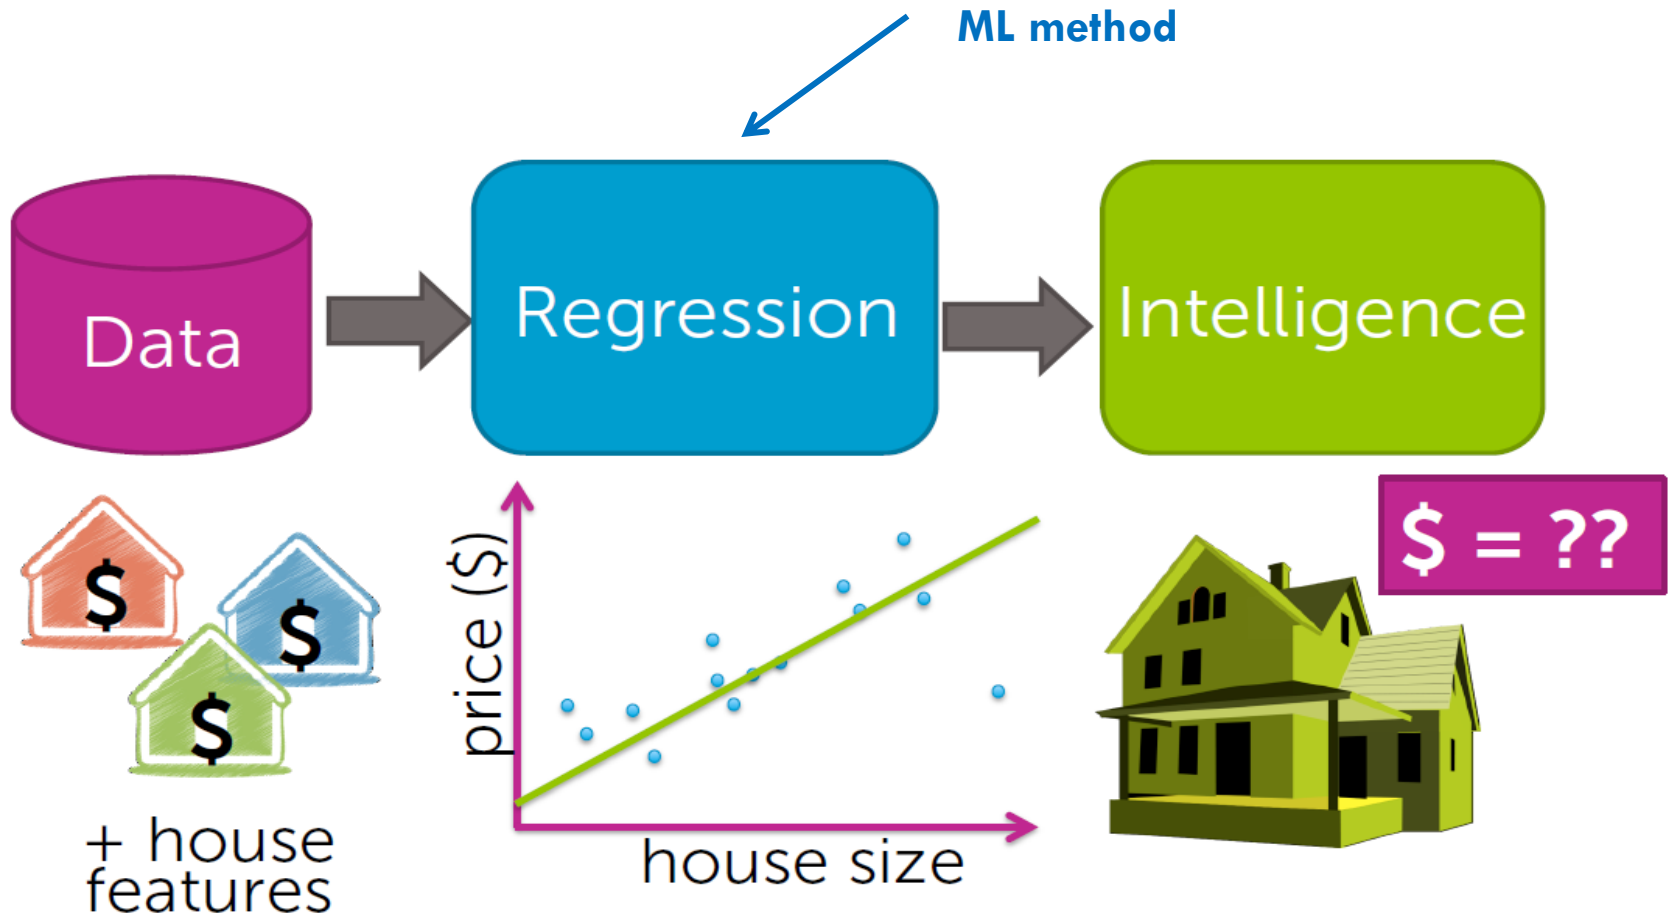 ML method
Data
Regression
Intelligence
$
$
$
+ house
features
price ($)
house size
$ = ??